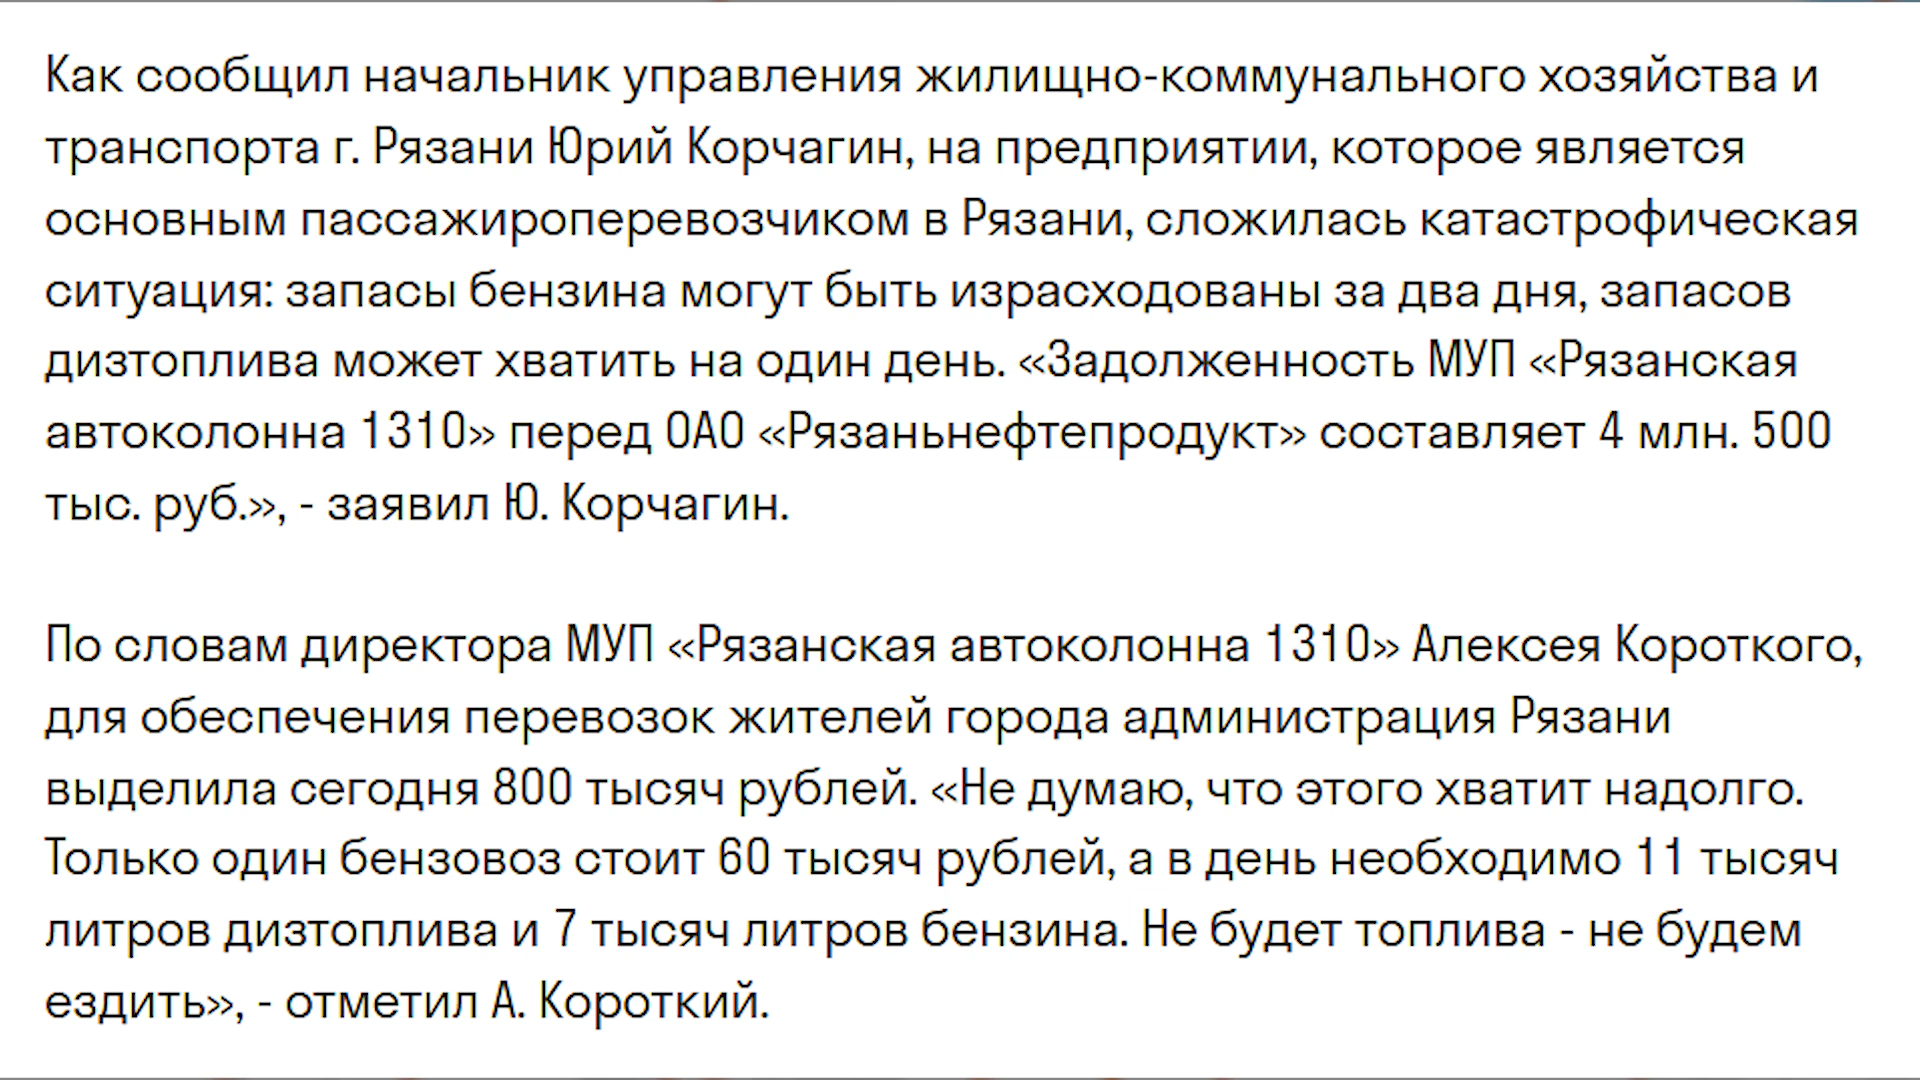 Как сообщил начальник управления жилищно-коммунального хозяйства и
транспорта г. Рязани Юрий Корчагин, на предприятии, которое является
основным пассажироперевозчиком в Рязани, сложилась катастрофическая
ситуация: запасы бензина могут быть израсходованы за два дня, запасов
дизтоплива может хватить на один день. «Задолженность МУП «Рязанская
автоколонна 1310» перед ОАО «Рязаньнефтепродукт» составляет 4 млн. 500
тыс. руб.», - заявил Ю. Корчагин.
По словам директора МУП «Рязанская автоколонна 1310» Алексея Короткого,
для обеспечения перевозок жителей города администрация Рязани
выделила сегодня 800 тысяч рублей. «Не думаю, что этого хватит надолго.
Только один бензовоз стоит 60 тысяч рублей, а в день необходимо 11 тысяч
литров дизтоплива и 7 тысяч литров бензина. Не будет топлива - не будем
ездить», - отметил А. Короткий.